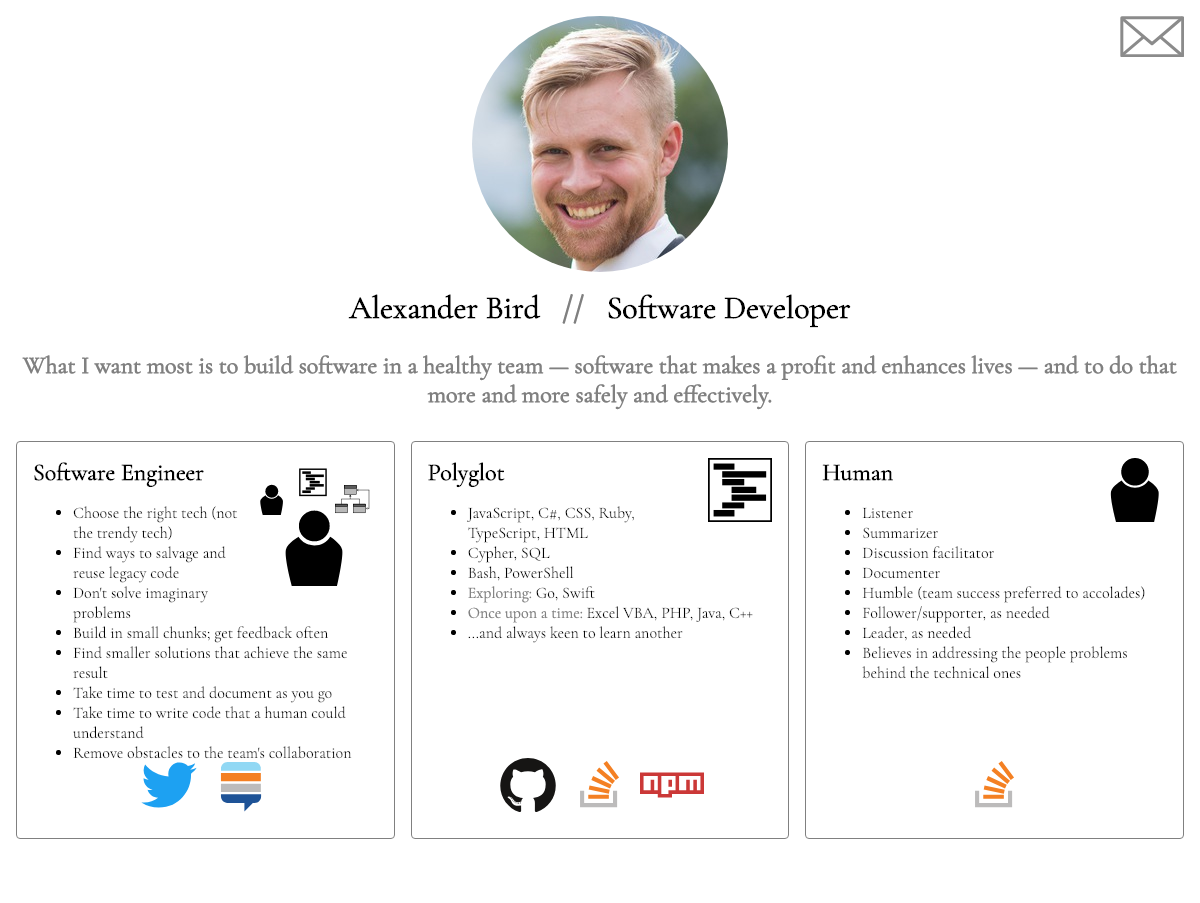 Alexander Bird // Software Developer
What I want most is to build software in a healthy team — software that makes a profit and enhances lives — and to do that
more and more safely and effectively.
Software Engineer
Choose the right tech (not
the trendy tech)
Find ways to salvage and
reuse legacy code
Don't solve imaginary
problems
Build in small chunks; get feedback often
Find smaller solutions that achieve the same
result
Take time to test and document as you go
Take time to write code that a human could
understand
Remove obstacles to the team's collaboration
Polyglot
JavaScript, C#, CSS, Ruby,
TypeScript, HTML
Cypher, SQL
Bash, PowerShell
Exploring: Go, Swift
Once upon a time: Excel VBA, PHP, Java, C++
...and always keen to learn another
npm
Human
Listener
Summarizer
Discussion facilitator
Documenter
Humble (team success preferred to accolades)
Follower/supporter, as needed
Leader, as needed
Believes in addressing the people problems
behind the technical ones